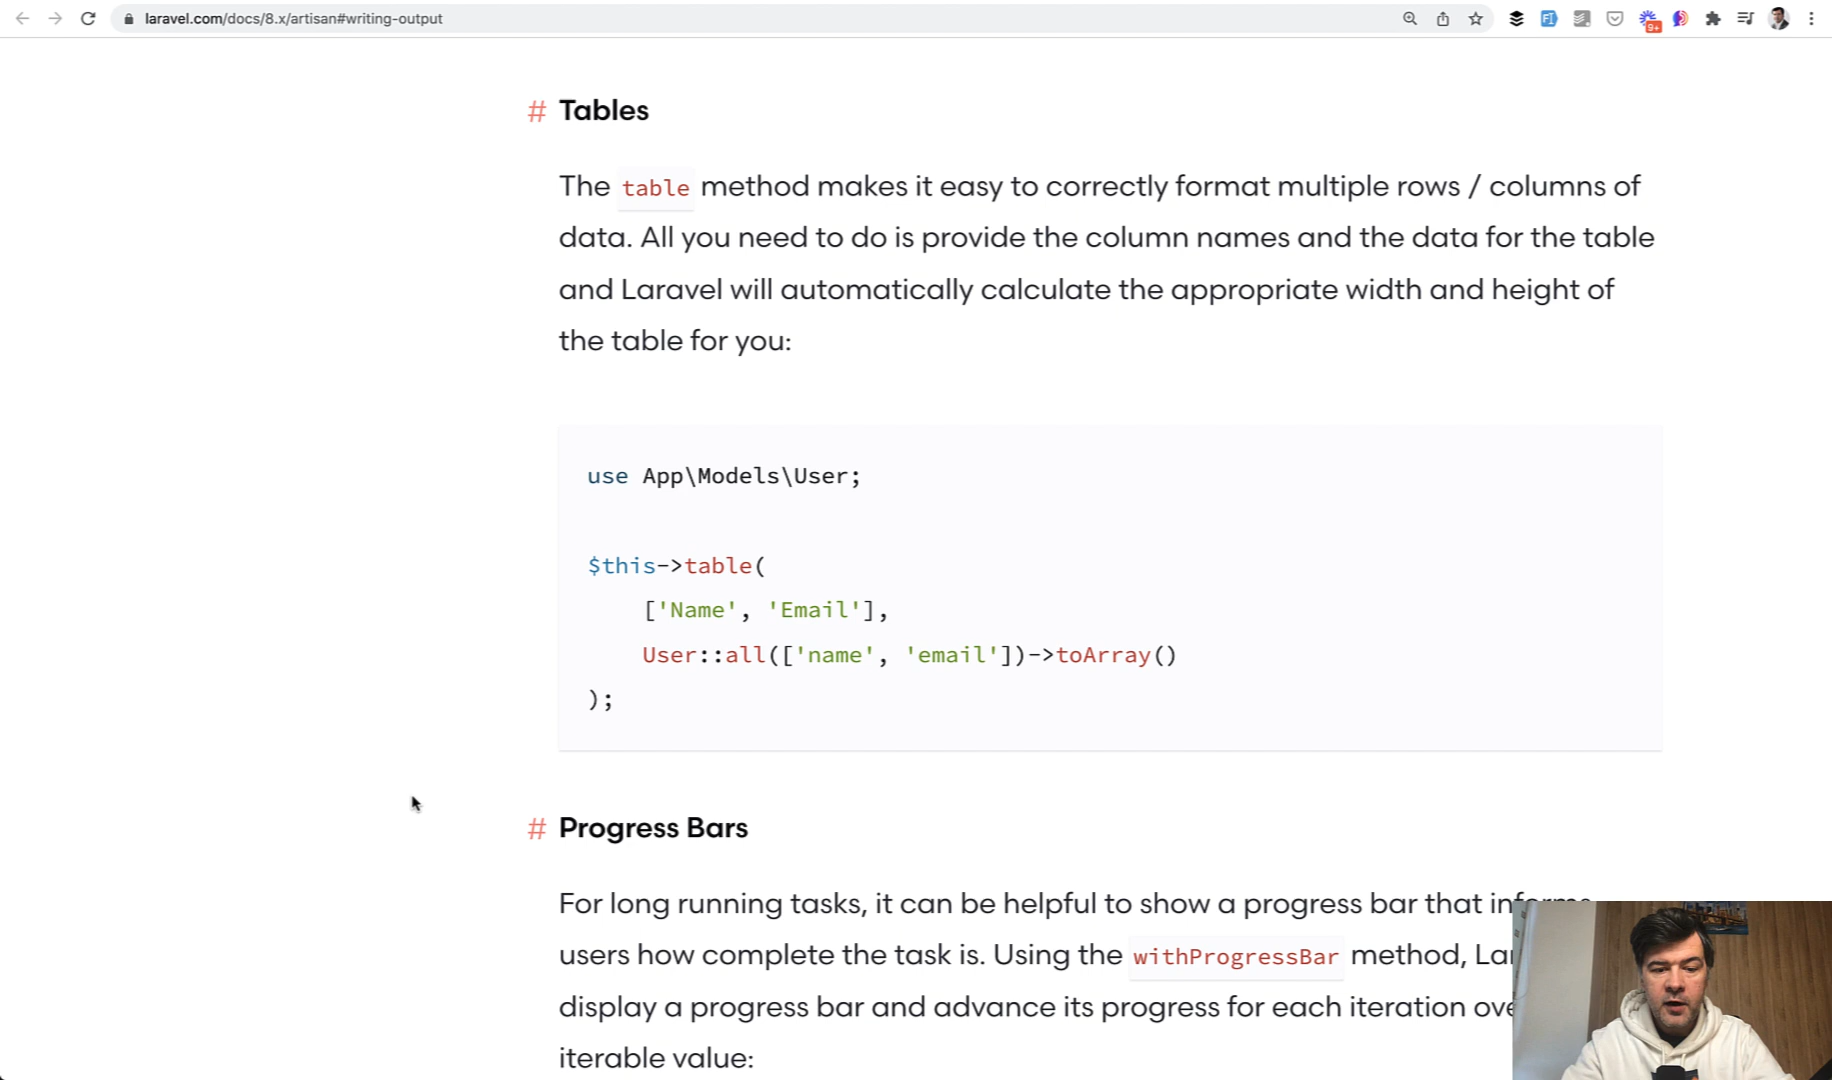 laravel.com/docs/8.x/artisan#writing-output
9+
# Tables
The table method makes it easy to correctly format multiple rows / columns of
data. All you need to do is provide the column names and the data for the table
and Laravel will automatically calculate the appropriate width and height of
the table for you:
use App\Models\User;
$this->table(
['Name', 'Email'],
User::all(['name', 'email'])->toArray()
);
# Progress Bars
For long running tasks, it can be helpful to show a progress bar that informs
users how complete the task is. Using the withProgressBar method,
display a progress bar and advance its progress for each iteration
iterable value: